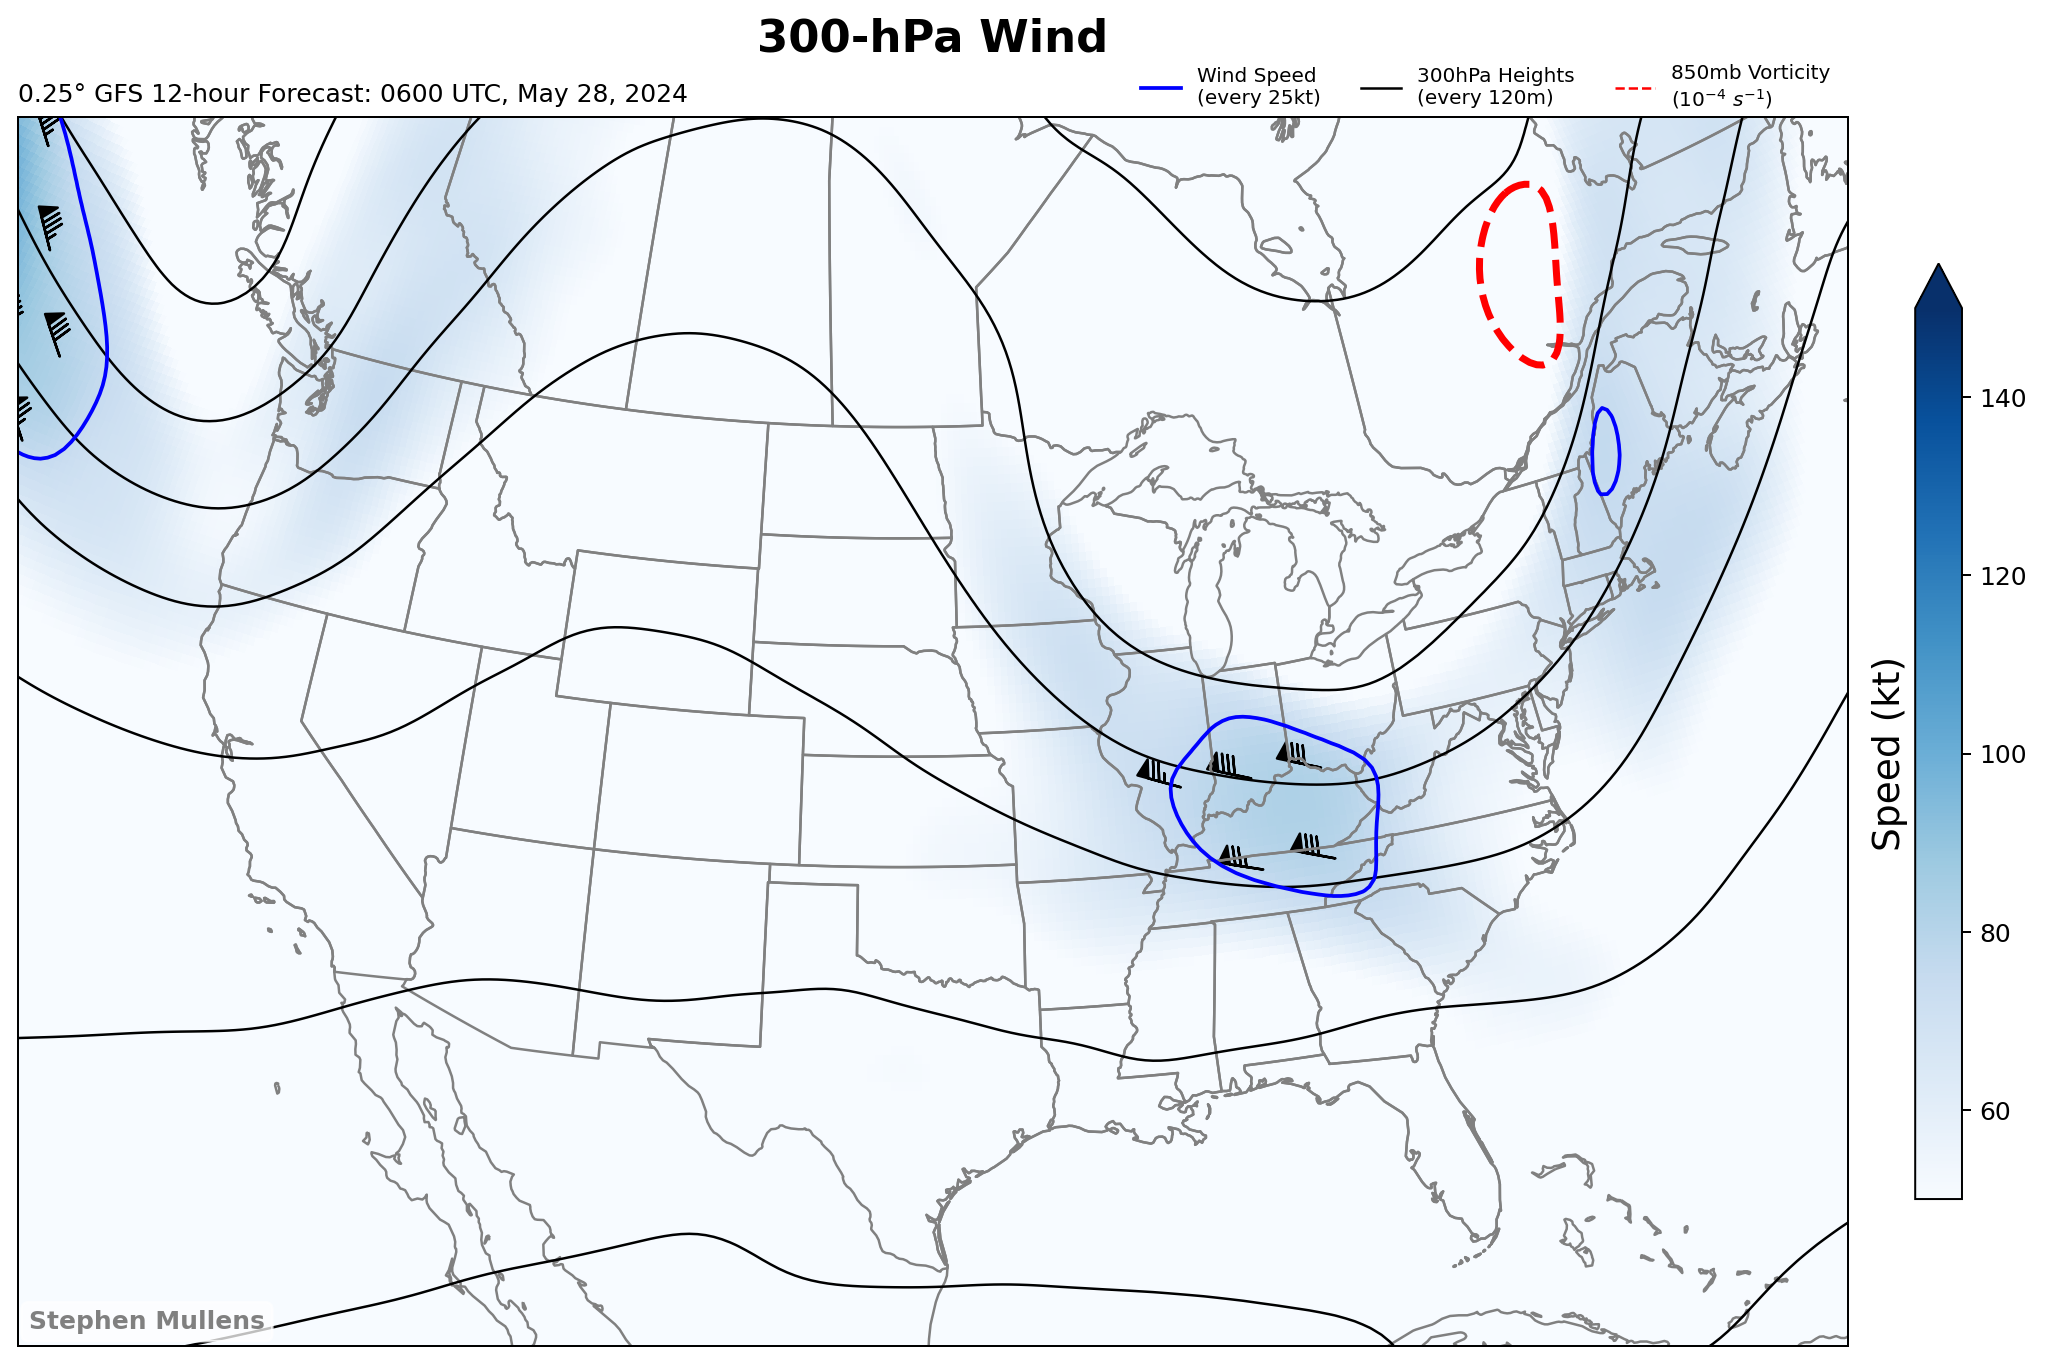 300-hPa Wind
0.25° GFS 12-hour Forecast: 0600 UTC, May 28, 2024
Wind Speed
(every 25kt)
300hPa Heights
(every 120m)
850mb Vorticity
(10⁻⁴ s⁻¹)
140
120
100
80
60
Speed (kt)
Stephen Mullens